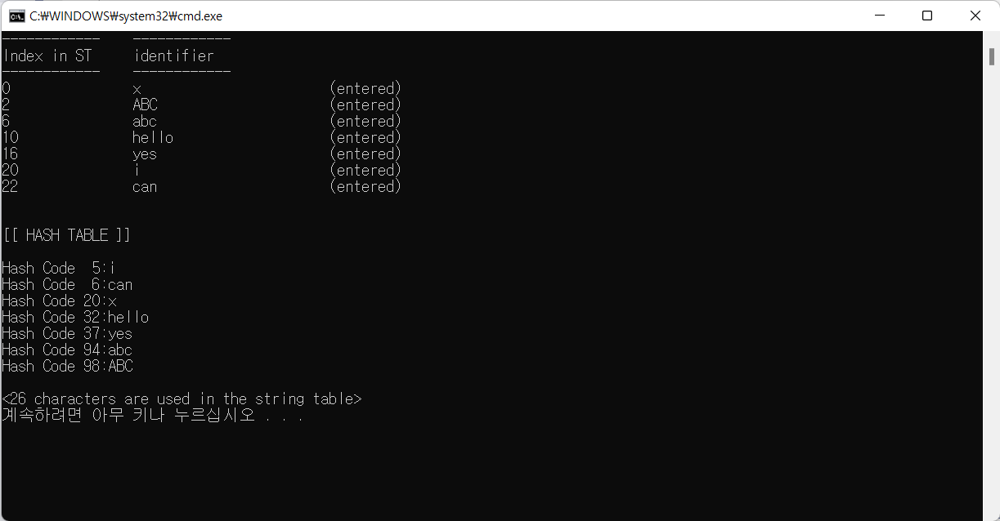 C:₩WINDOWS₩system32₩cmd.exe
------------    ------------
Index in ST     identifier
------------    ------------
0               x                       (entered)
2               ABC                     (entered)
6               abc                     (entered)
10              hello                   (entered)
16              yes                     (entered)
20              i                       (entered)
22              can                     (entered)
[[ HASH TABLE ]]
Hash Code  5:i
Hash Code  6:can
Hash Code 20:x
Hash Code 32:hello
Hash Code 37:yes
Hash Code 94:abc
Hash Code 98:ABC
<26 characters are used in the string table>
계속하려면 아무 키나 누르십시오 . . .